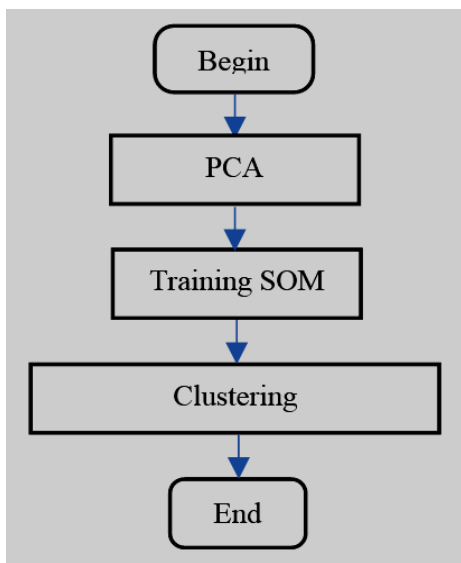 Begin
PCA
Training SOM
Clustering
End